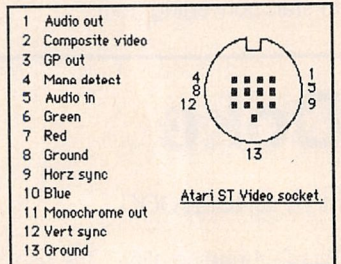 1 Audio out
2 Composite video
3 GP out
4 Mono detect
5 Audio in
6 Green
7 Red
8 Ground
9 Horz sync
10 Blue
11 Monochrome out
12 Vert sync
13 Ground
4 1
8 5
12 9
13
Atari ST Video socket.